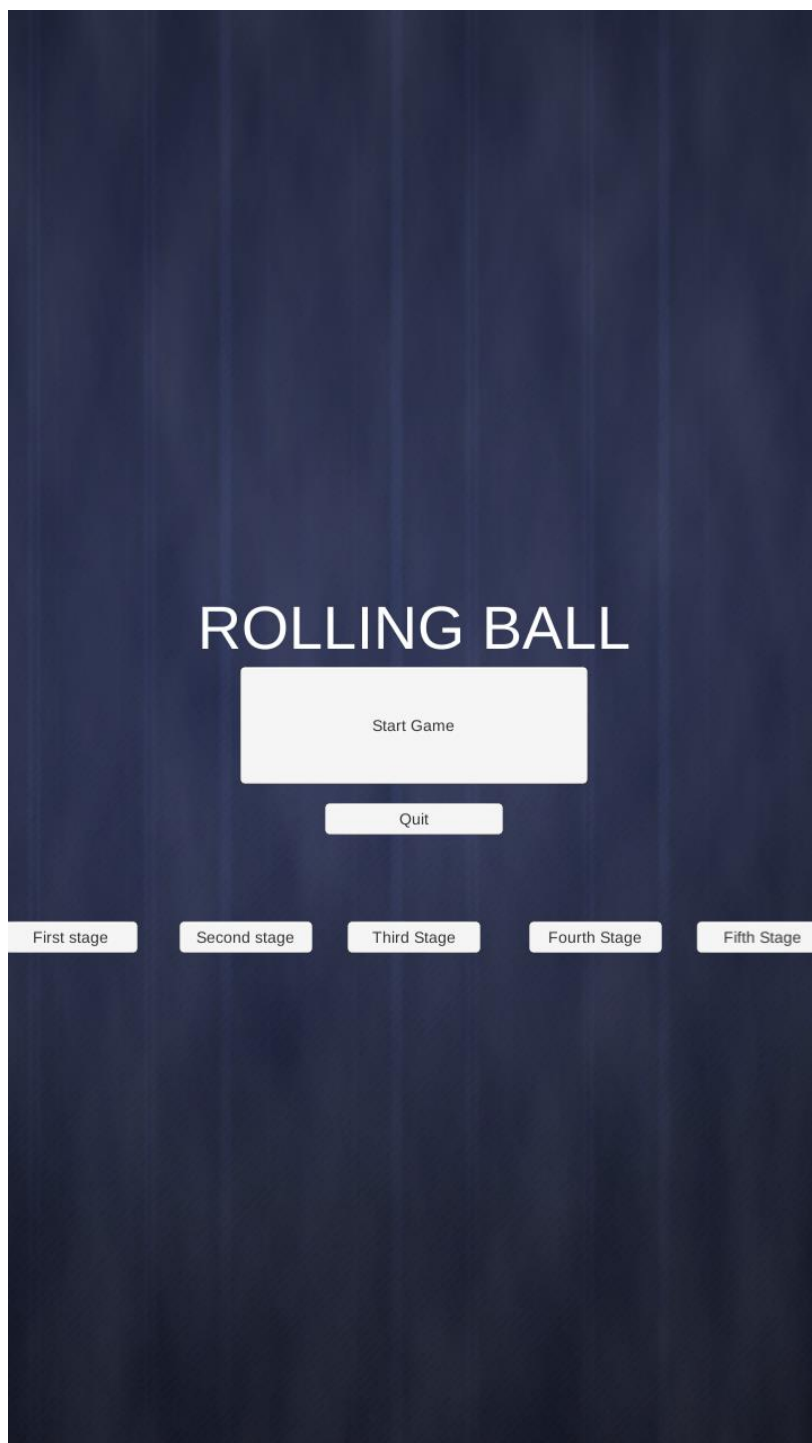 ROLLING BALL
Start Game
Quit
First stage Second stage Third Stage Fourth Stage Fifth Stage